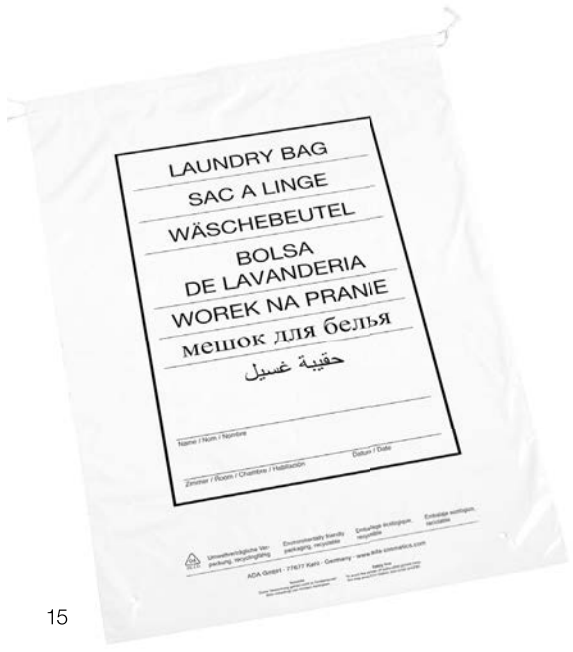 LAUNDRY BAG
SAC A LINGE
WÄSCHEBEUTEL
BOLSA
DE LAVANDERIA
WOREK NA PRANIE
мешок для белья
حقيبة غسيل
Name / Nom / Nombre
Zimmer / Room / Chambre / Habitación Datum / Date
Umweltverträgliche Ver-
packung, recyclingfähig
Environmentally friendly
packaging, recyclable
Emballage écologique,
recyclable
Embalaje ecológico,
reciclable
ADA GmbH · 77677 Kehl · Germany · www.ada-cosmetics.com
15